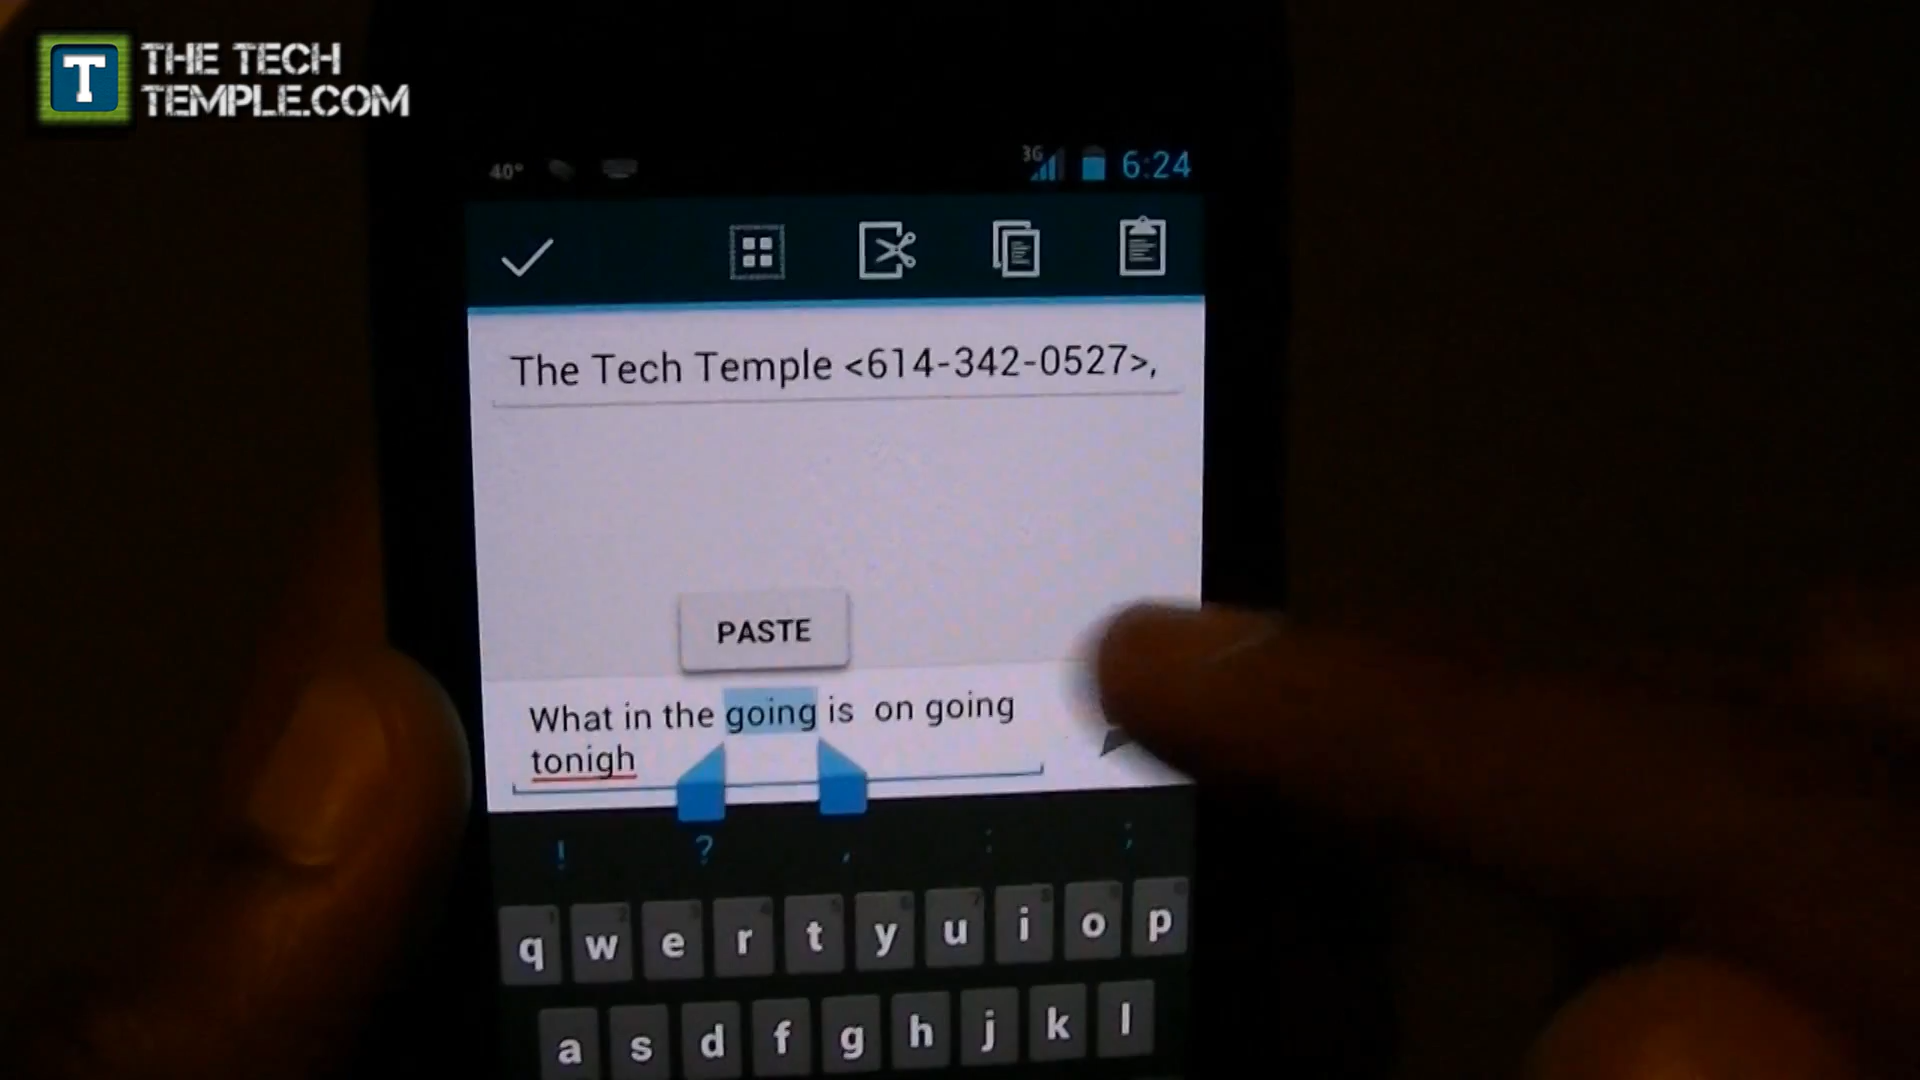 T
THE TECH
TEMPLE.COM
40°
3G
6:24
The Tech Temple <614-342-0527>,
PASTE
What in the going is  on going
tonigh
! ? , : ;
q w e r t y u i o p
a s d f g h j k l